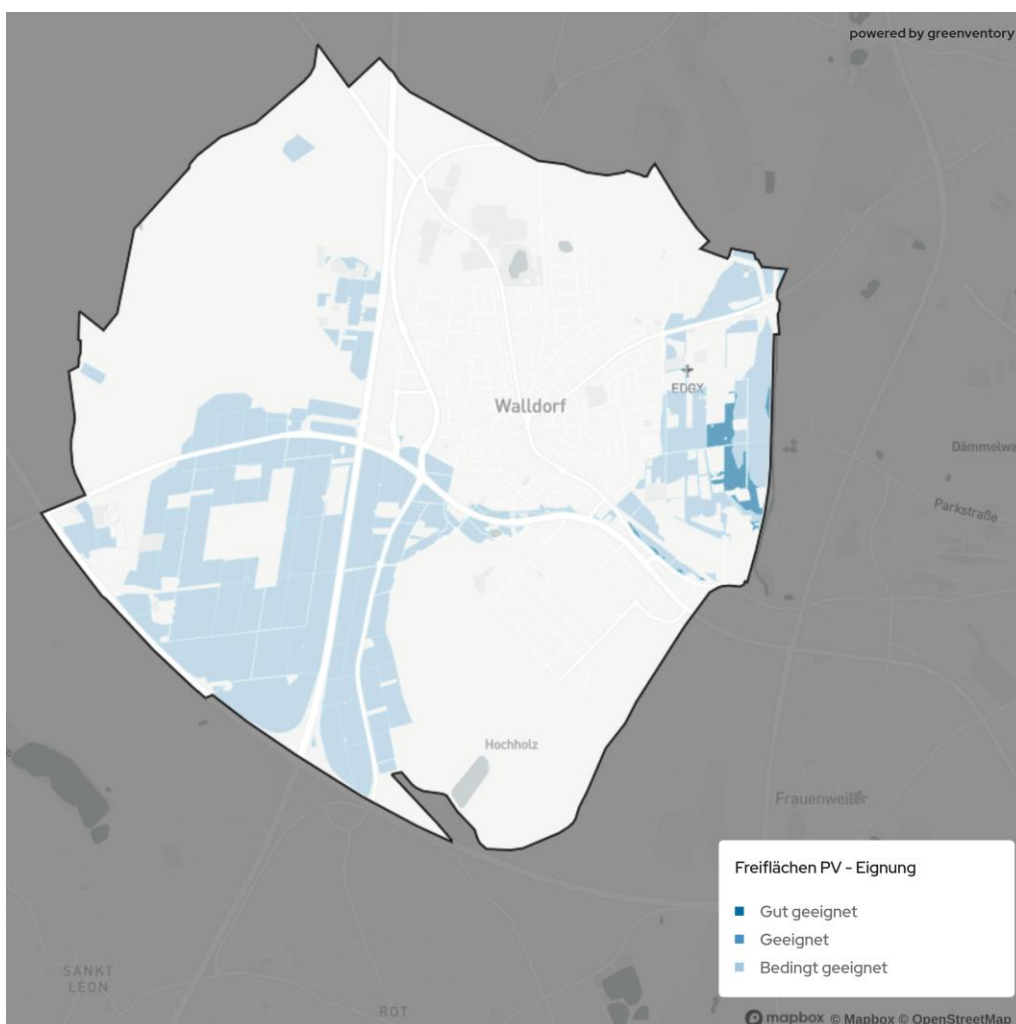 powered by greenventory
EDGX
Walldorf
Dämmelwa
Parkstraße
Hochholz
Frauenweiler
Freiflächen PV - Eignung
Gut geeignet
Geeignet
Bedingt geeignet
SANKT
LEON
ROT
mapbox © Mapbox © OpenStreetMap